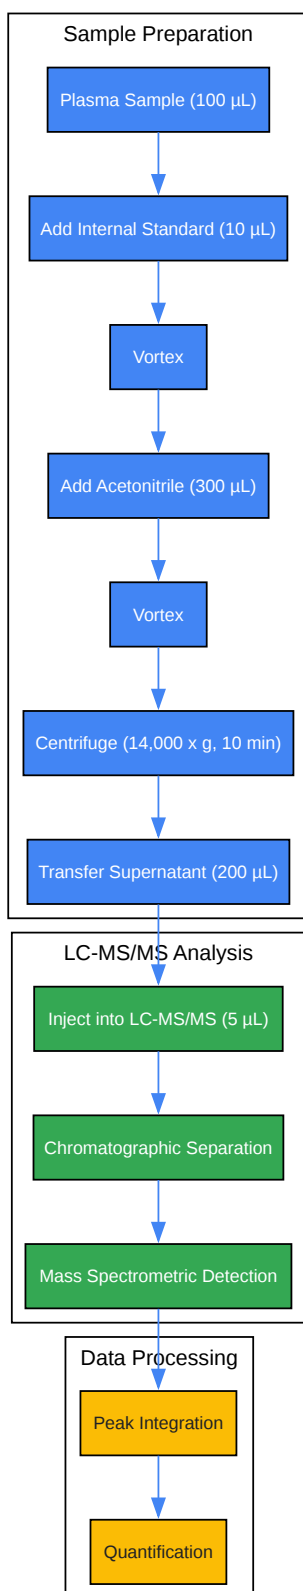 Sample Preparation
Plasma Sample (100 µL)
Add Internal Standard (10 µL)
Vortex
Add Acetonitrile (300 µL)
Vortex
Centrifuge (14,000 x g, 10 min)
Transfer Supernatant (200 µL)
LC-MS/MS Analysis
Inject into LC-MS/MS (5 µL)
Chromatographic Separation
Mass Spectrometric Detection
Data Processing
Peak Integration
Quantification